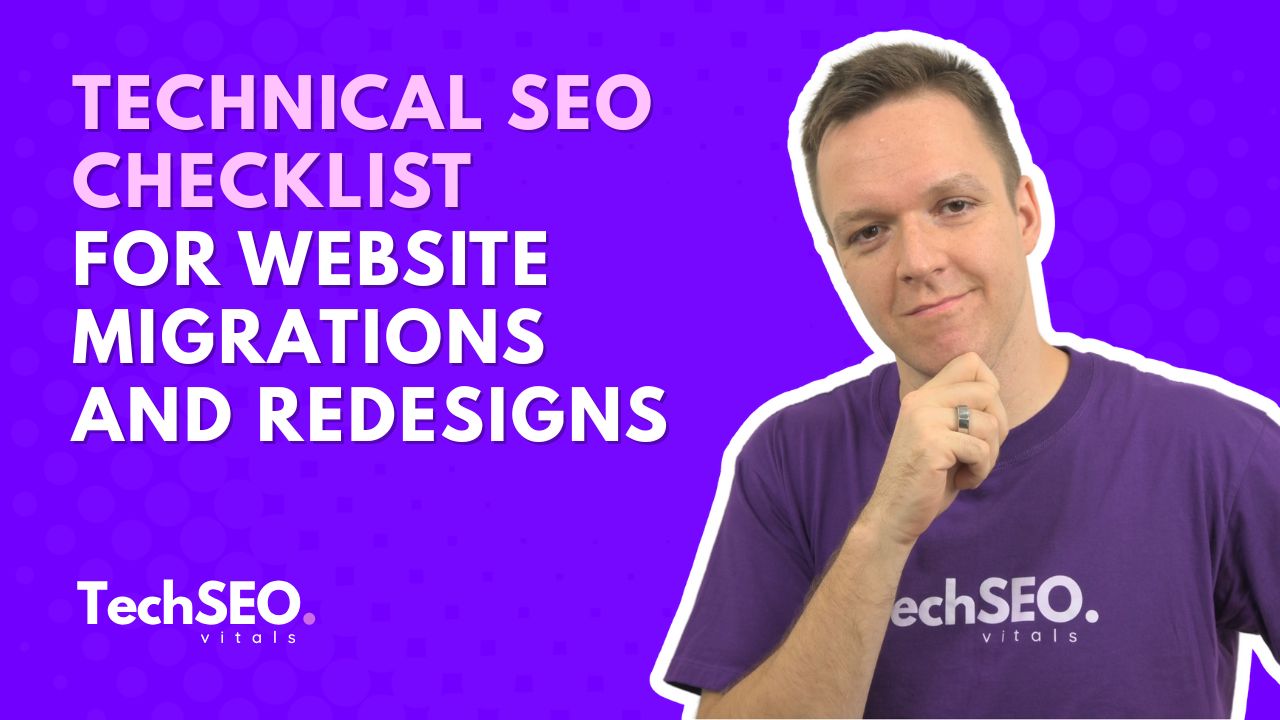 TECHNICAL SEO
CHECKLIST
FOR WEBSITE
MIGRATIONS
AND REDESIGNS
TechSEO.
vitals
echSEO.
vitals